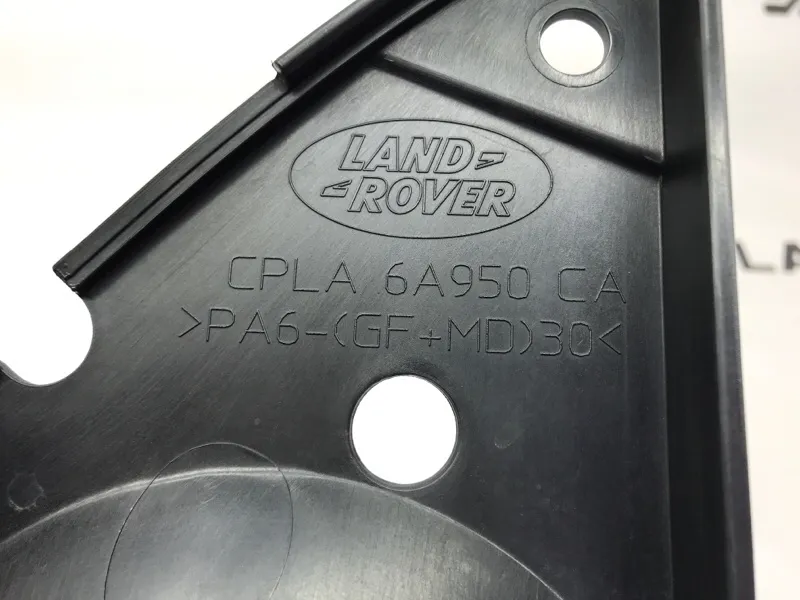 LAND
ROVER
CPLA 6A950 CA
>PA6-(GF+MD)30<